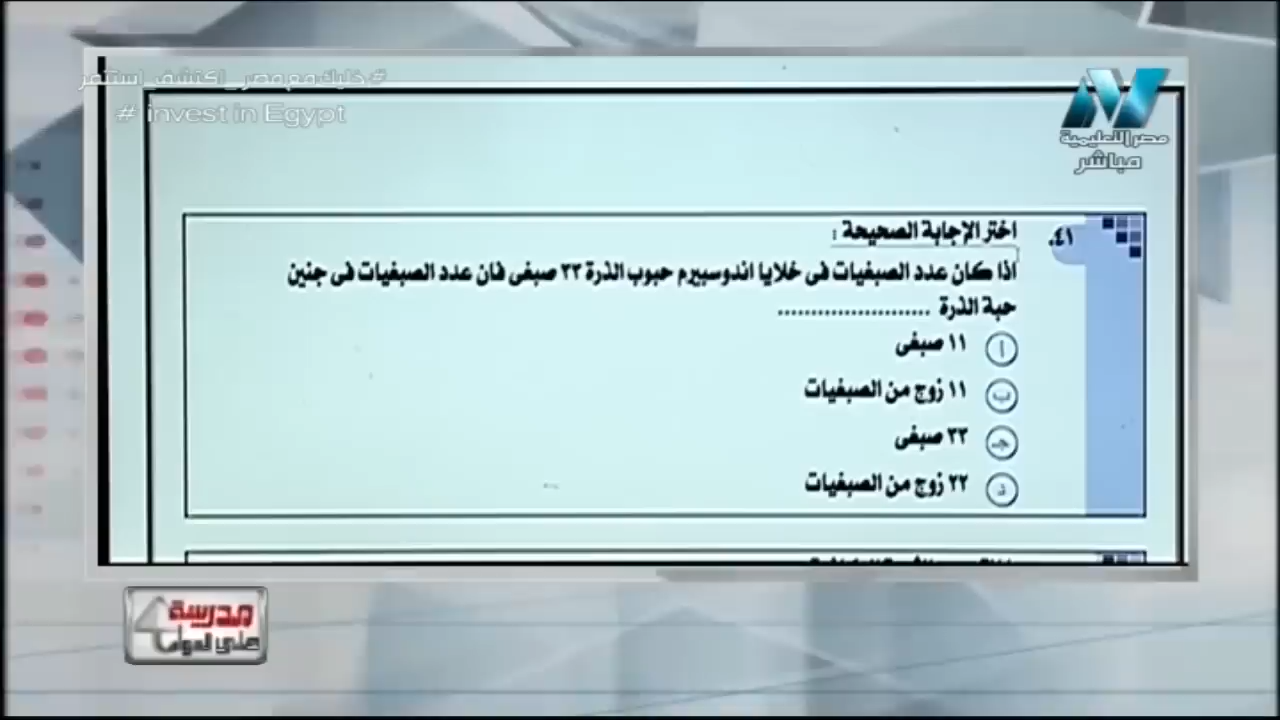 #خليك_مع_مصر_اكتشف_استثمر
# invest in Egypt
مصر التعليمية
مباشر
٤١.
اختر الإجابة الصحيحة :
اذا كان عدد الصبغيات فى خلايا اندوسبيرم حبوب الذرة ٣٣ صبغى فان عدد الصبغيات فى جنين
حبة الذرة ......................
أ ١١ صبغى
ب ١١ زوج من الصبغيات
جـ ٣٣ صبغى
د ٢٢ زوج من الصبغيات
مدرسة
على الهواء